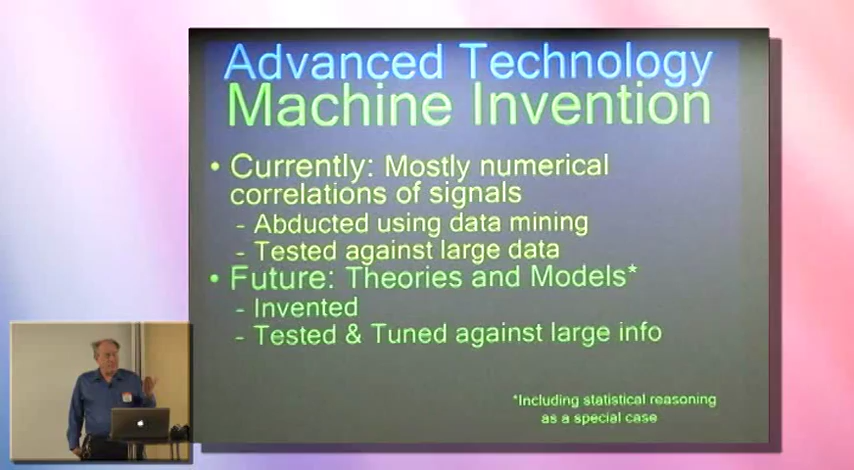 Advanced Technology
Machine Invention
• Currently: Mostly numerical
correlations of signals
- Abducted using data mining
- Tested against large data
• Future: Theories and Models*
- Invented
- Tested & Tuned against large info
*Including statistical reasoning
as a special case